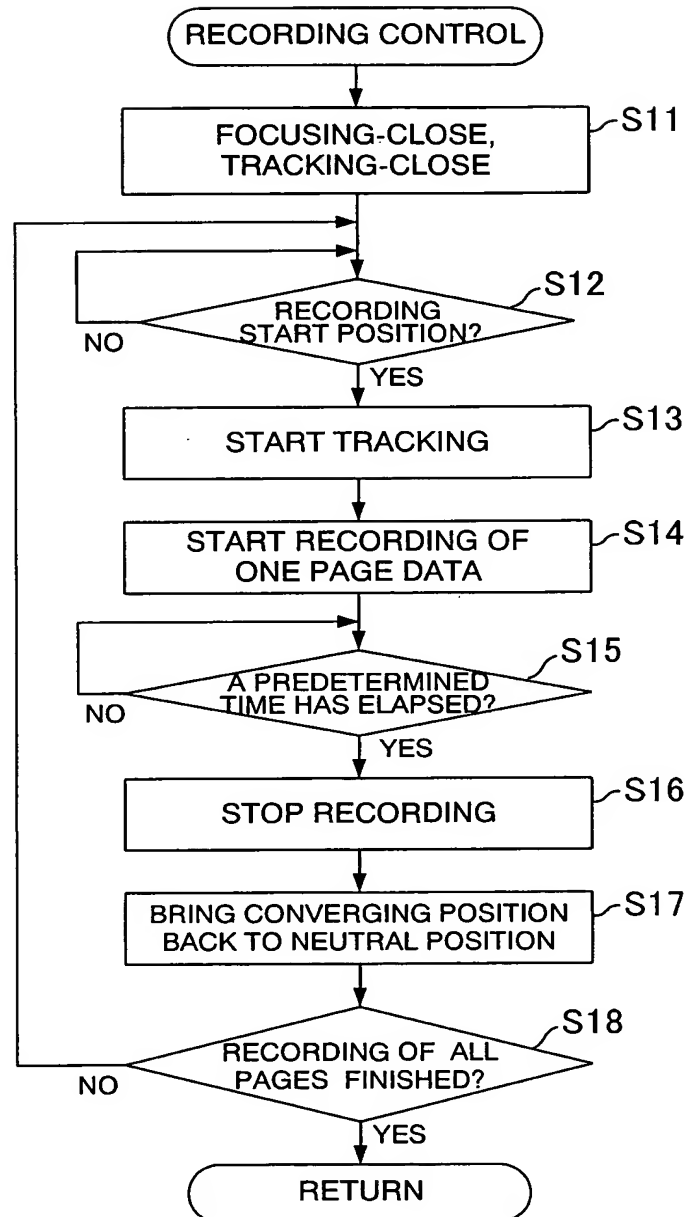 RECORDING CONTROL
S11
FOCUSING-CLOSE,
TRACKING-CLOSE
S12
RECORDING
START POSITION?
NO
YES
S13
START TRACKING
S14
START RECORDING OF
ONE PAGE DATA
S15
A PREDETERMINED
TIME HAS ELAPSED?
NO
YES
S16
STOP RECORDING
S17
BRING CONVERGING POSITION
BACK TO NEUTRAL POSITION
S18
RECORDING OF ALL
PAGES FINISHED?
NO
YES
RETURN